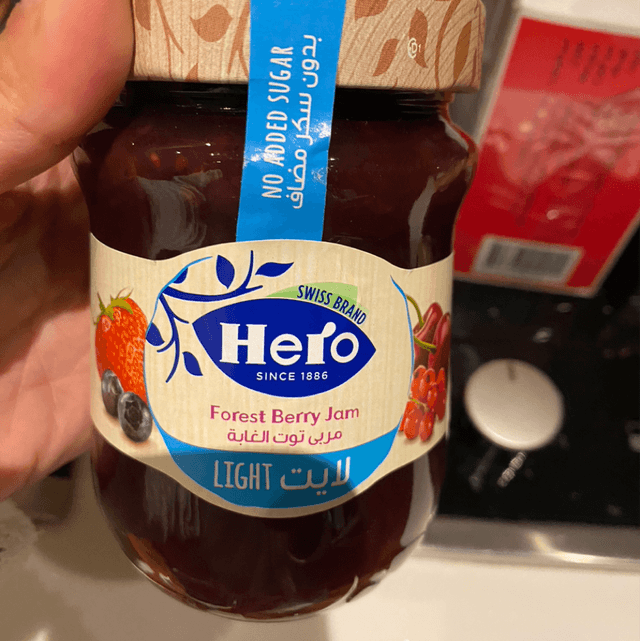 NO ADDED SUGAR
بدون سكر مضاف
SWISS BRAND
Hero
SINCE 1886
Forest Berry Jam
مربى توت الغابة
LIGHT لايت